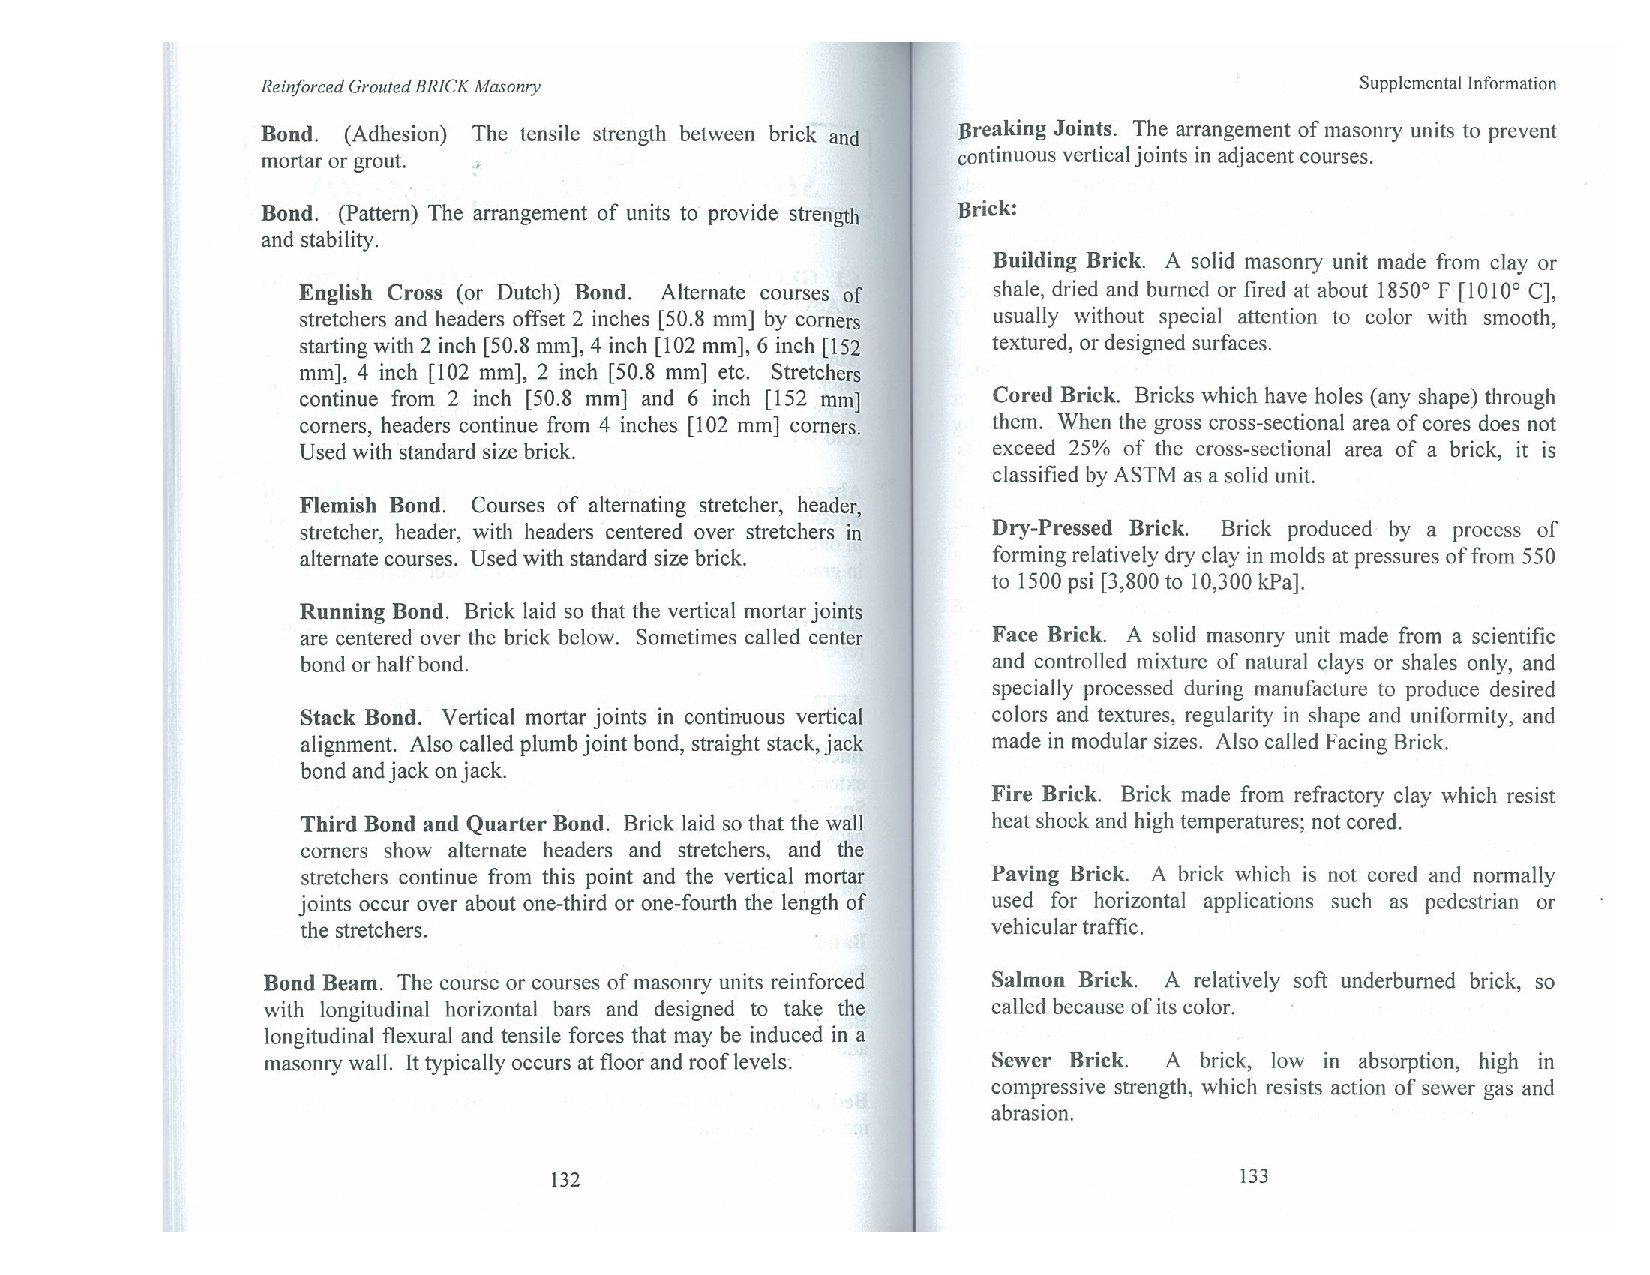 Reinforced Grouted BRICK Masonry
Bond. (Adhesion) The tensile strength between brick and
mortar or grout.
Bond. (Pattern) The arrangement of units to provide strength
and stability.
English Cross (or Dutch) Bond. Alternate courses of
stretchers and headers offset 2 inches [50.8 mm] by corners
starting with 2 inch [50.8 mm], 4 inch [102 mm], 6 inch [152
mm], 4 inch [102 mm], 2 inch [50.8 mm] etc. Stretchers
continue from 2 inch [50.8 mm] and 6 inch [152 mm]
corners, headers continue from 4 inches [102 mm] corners.
Used with standard size brick.
Flemish Bond. Courses of alternating stretcher, header,
stretcher, header, with headers centered over stretchers in
alternate courses. Used with standard size brick.
Running Bond. Brick laid so that the vertical mortar joints
are centered over the brick below. Sometimes called center
bond or half bond.
Stack Bond. Vertical mortar joints in continuous vertical
alignment. Also called plumb joint bond, straight stack, jack
bond and jack on jack.
Third Bond and Quarter Bond. Brick laid so that the wall
corners show alternate headers and stretchers, and the
stretchers continue from this point and the vertical mortar
joints occur over about one-third or one-fourth the length of
the stretchers.
Bond Beam. The course or courses of masonry units reinforced
with longitudinal horizontal bars and designed to take the
longitudinal flexural and tensile forces that may be induced in a
masonry wall. It typically occurs at floor and roof levels.
132
Supplemental Information
Breaking Joints. The arrangement of masonry units to prevent
continuous vertical joints in adjacent courses.
Brick:
Building Brick. A solid masonry unit made from clay or
shale, dried and burned or fired at about 1850° F [1010° C],
usually without special attention to color with smooth,
textured, or designed surfaces.
Cored Brick. Bricks which have holes (any shape) through
them. When the gross cross-sectional area of cores does not
exceed 25% of the cross-sectional area of a brick, it is
classified by ASTM as a solid unit.
Dry-Pressed Brick. Brick produced by a process of
forming relatively dry clay in molds at pressures of from 550
to 1500 psi [3,800 to 10,300 kPa].
Face Brick. A solid masonry unit made from a scientific
and controlled mixture of natural clays or shales only, and
specially processed during manufacture to produce desired
colors and textures, regularity in shape and uniformity, and
made in modular sizes. Also called Facing Brick.
Fire Brick. Brick made from refractory clay which resist
heat shock and high temperatures; not cored.
Paving Brick. A brick which is not cored and normally
used for horizontal applications such as pedestrian or
vehicular traffic.
Salmon Brick. A relatively soft underburned brick, so
called because of its color.
Sewer Brick. A brick, low in absorption, high in
compressive strength, which resists action of sewer gas and
abrasion.
133